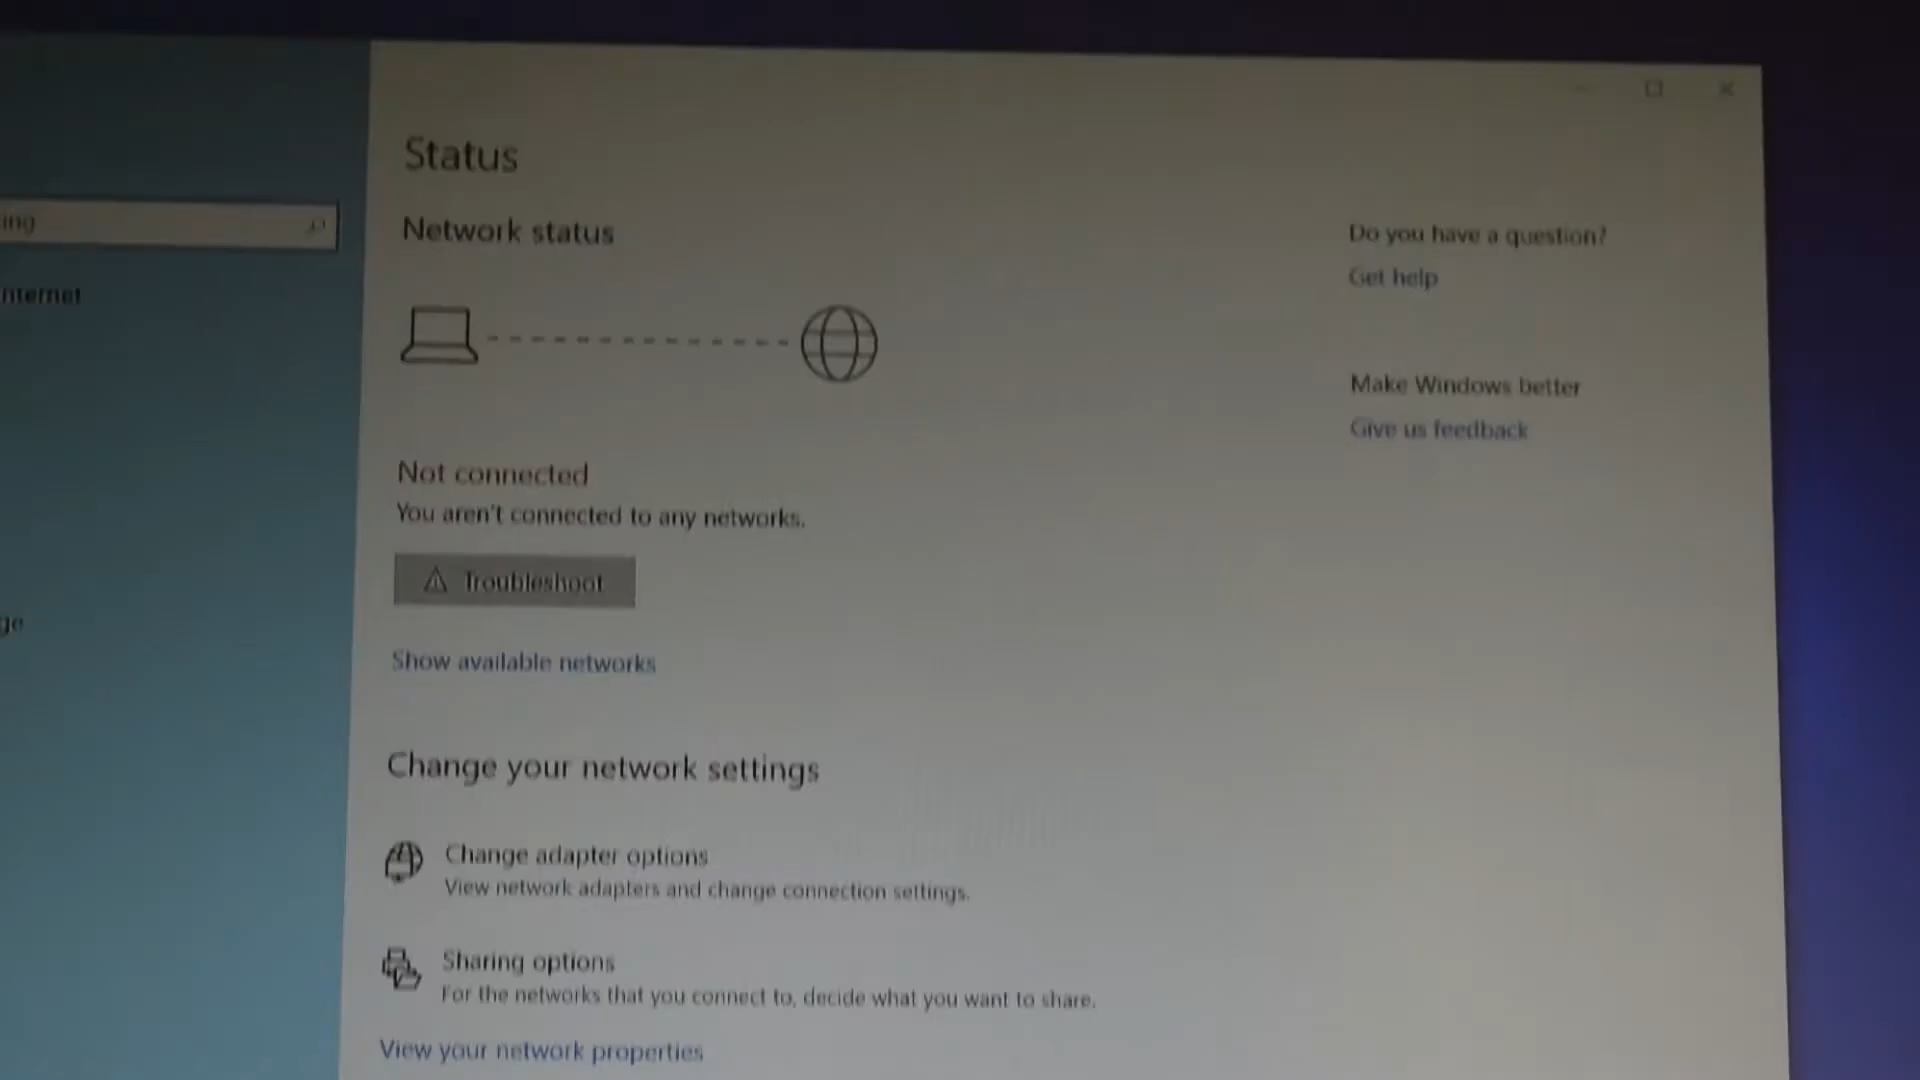 Status
ing
Network status
Do you have a question?
Get help
nternet
Make Windows better
Give us feedback
Not connected
You aren't connected to any networks.
Troubleshoot
ge
Show available networks
Change your network settings
Change adapter options
View network adapters and change connection settings.
Sharing options
For the networks that you connect to, decide what you want to share.
View your network properties